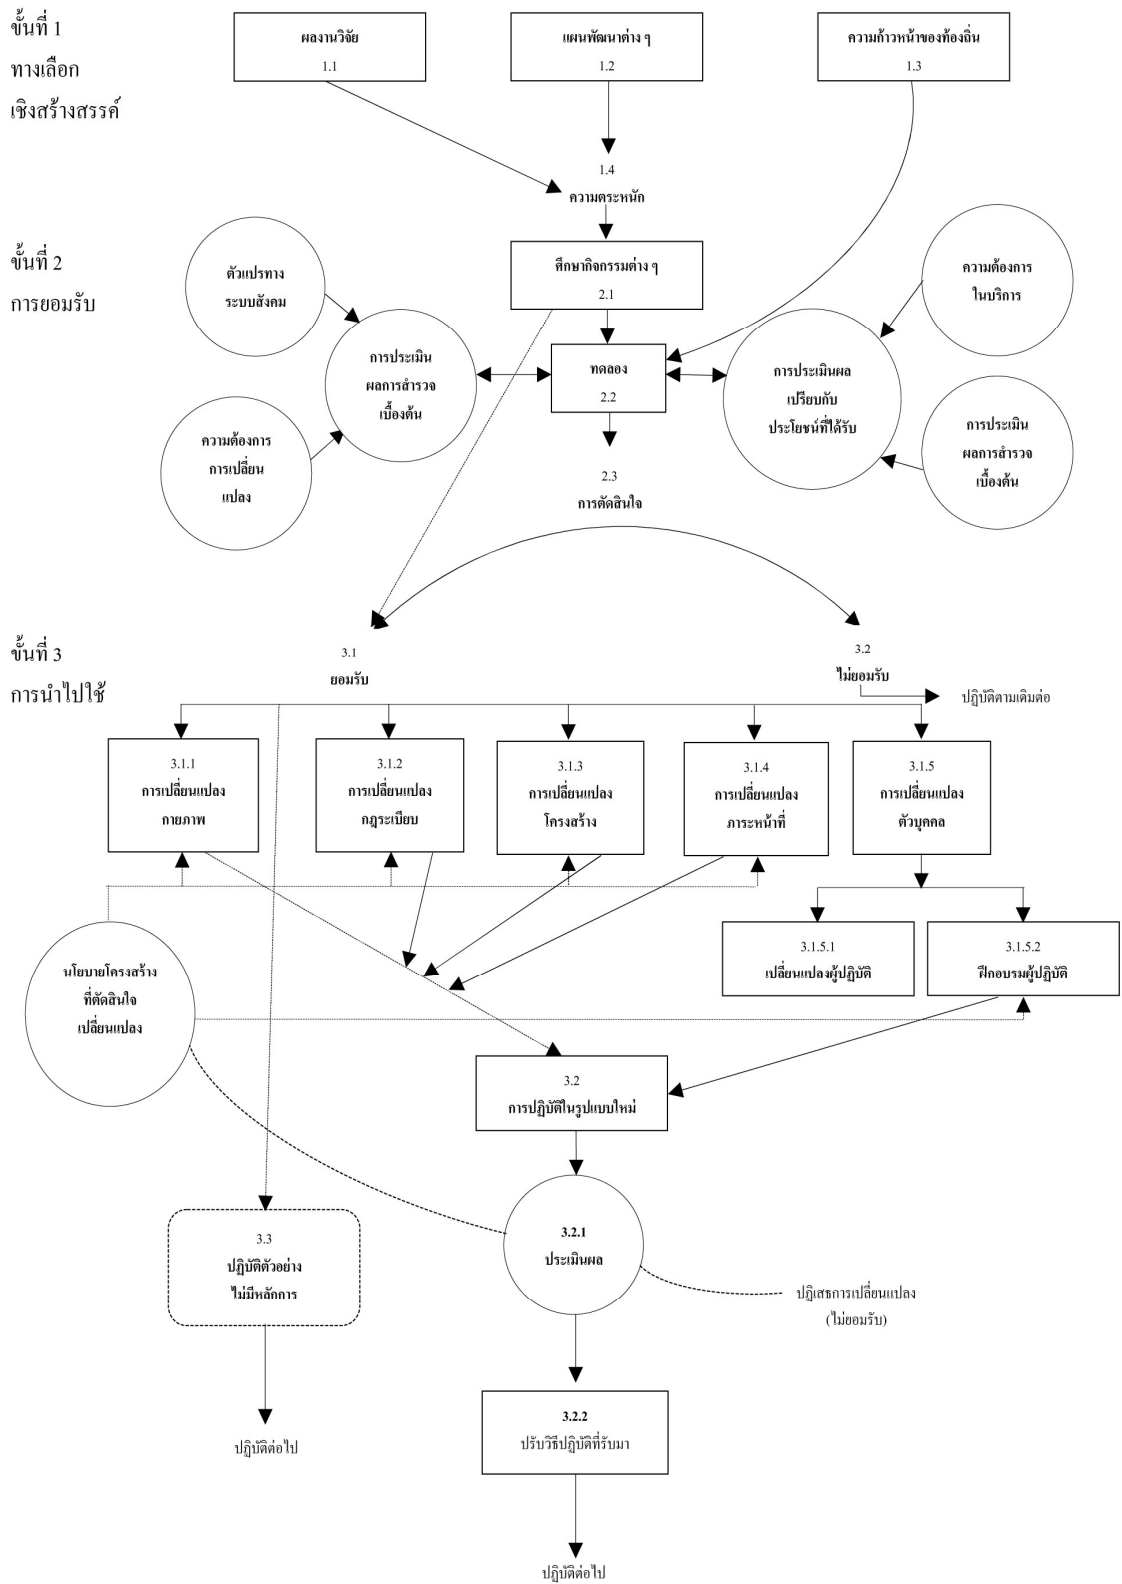 ขั้นที่ 1
ทางเลือก
เชิงสร้างสรรค์
ผลงานวิจัย
1.1
แผนพัฒนาต่าง ๆ
1.2
ความก้าวหน้าของท้องถิ่น
1.3
1.4
ความตระหนัก
ขั้นที่ 2
การยอมรับ
ศึกษากิจกรรมต่าง ๆ
2.1
ตัวแปรทาง
ระบบสังคม
ความต้องการ
การเปลี่ยน
แปลง
การประเมิน
ผลการสำรวจ
เบื้องต้น
ทดลอง
2.2
การประเมินผล
เปรียบกับ
ประโยชน์ที่ได้รับ
ความต้องการ
ในบริการ
การประเมิน
ผลการสำรวจ
เบื้องต้น
2.3
การตัดสินใจ
ขั้นที่ 3
การนำไปใช้
3.1
ยอมรับ
3.2
ไม่ยอมรับ
ปฏิบัติตามเดิมต่อ
3.1.1
การเปลี่ยนแปลง
กายภาพ
3.1.2
การเปลี่ยนแปลง
กฎระเบียบ
3.1.3
การเปลี่ยนแปลง
โครงสร้าง
3.1.4
การเปลี่ยนแปลง
ภาระหน้าที่
3.1.5
การเปลี่ยนแปลง
ตัวบุคคล
3.1.5.1
เปลี่ยนแปลงผู้ปฏิบัติ
3.1.5.2
ฝึกอบรมผู้ปฏิบัติ
นโยบายโครงสร้าง
ที่ตัดสินใจ
เปลี่ยนแปลง
3.2
การปฏิบัติในรูปแบบใหม่
3.2.1
ประเมินผล
3.3
ปฏิบัติตัวอย่าง
ไม่มีหลักการ
ปฏิเสธการเปลี่ยนแปลง
(ไม่ยอมรับ)
3.2.2
ปรับวิธีปฏิบัติที่รับมา
ปฏิบัติต่อไป
ปฏิบัติต่อไป